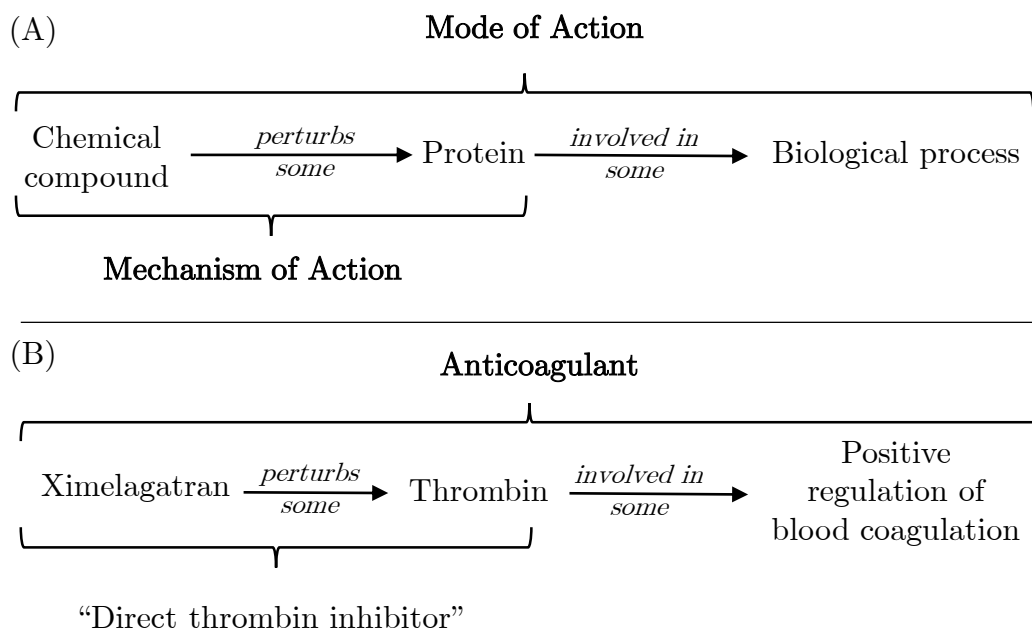 (A)
Mode of Action
Chemical
compound
perturbs
some
Protein
involved in
some
Biological process
Mechanism of Action
(B)
Anticoagulant
Ximelagatran
perturbs
some
Thrombin
involved in
some
Positive
regulation of
blood coagulation
“Direct thrombin inhibitor”